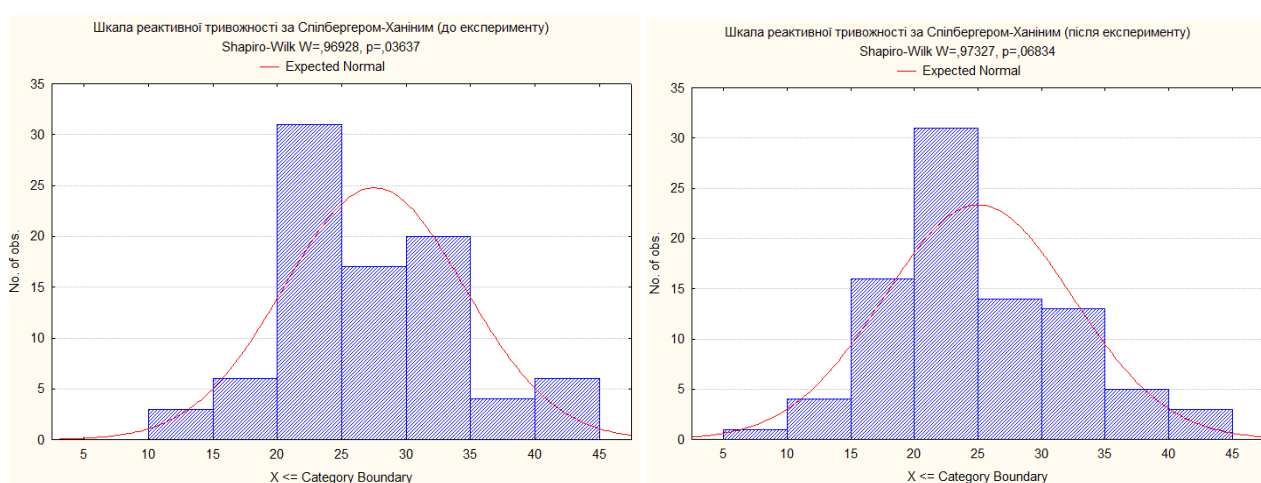 Шкала реактивної тривожності за Спілбергером-Ханіним (до експерименту)
Shapiro-Wilk W=,96928, p=,03637
Expected Normal
35
30
25
20
15
10
5
0
No. of obs.
5 10 15 20 25 30 35 40 45
X <= Category Boundary
Шкала реактивної тривожності за Спілбергером-Ханіним (після експерименту)
Shapiro-Wilk W=,97327, p=,06834
Expected Normal
35
30
25
20
15
10
5
0
No. of obs.
5 10 15 20 25 30 35 40 45
X <= Category Boundary